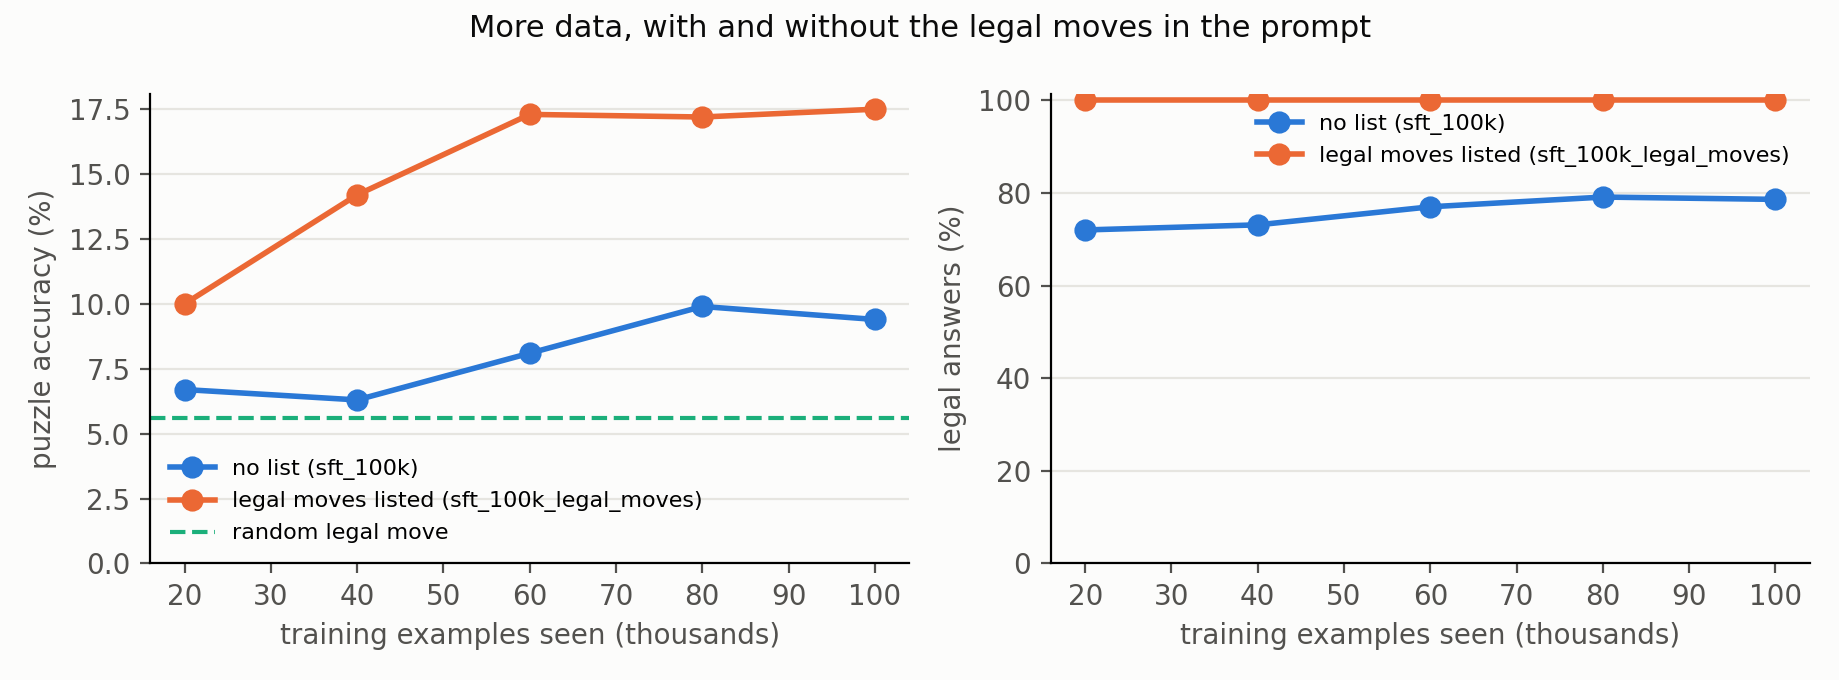 More data, with and without the legal moves in the prompt
puzzle accuracy (%)
17.5
15.0
12.5
10.0
7.5
5.0
2.5
0.0
no list (sft_100k)
legal moves listed (sft_100k_legal_moves)
random legal move
20 30 40 50 60 70 80 90 100
training examples seen (thousands)
legal answers (%)
100
80
60
40
20
0
no list (sft_100k)
legal moves listed (sft_100k_legal_moves)
20 30 40 50 60 70 80 90 100
training examples seen (thousands)